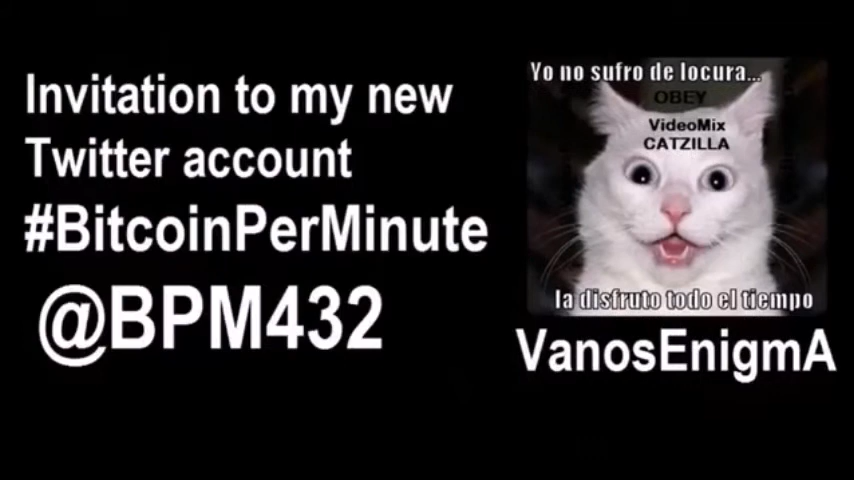 Invitation to my new
Twitter account
#BitcoinPerMinute
@BPM432
Yo no sufro de locura...
OBEY
VideoMix
CATZILLA
la disfruto todo el tiempo
VanosEnigmA